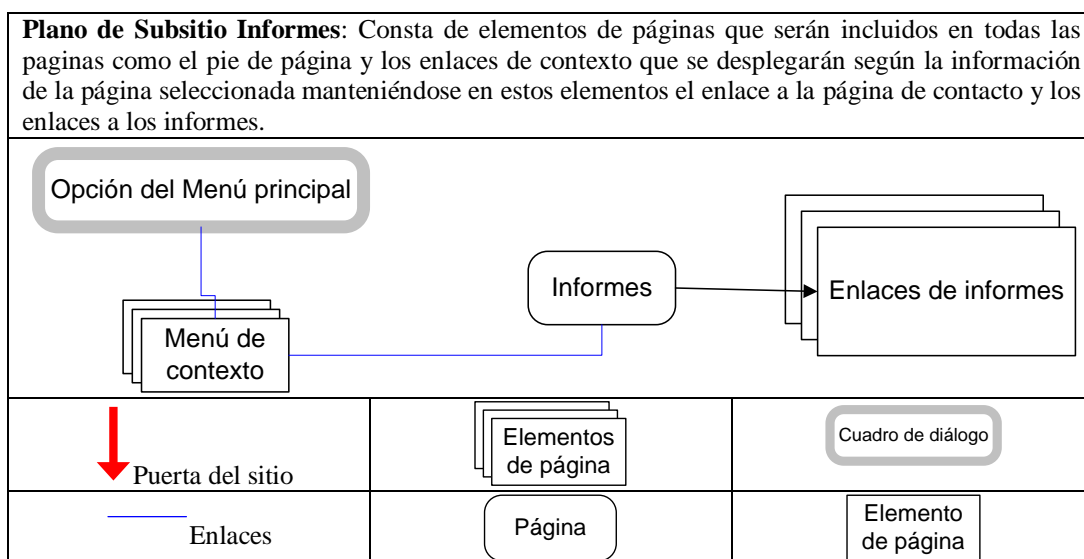 Plano de Subsitio Informes: Consta de elementos de páginas que serán incluidos en todas las
paginas como el pie de página y los enlaces de contexto que se desplegarán según la información
de la página seleccionada manteniéndose en estos elementos el enlace a la página de contacto y los
enlaces a los informes.
Opción del Menú principal
Informes
Enlaces de informes
Menú de
contexto
Puerta del sitio
Elementos
de página
Cuadro de diálogo
Enlaces
Página
Elemento
de página